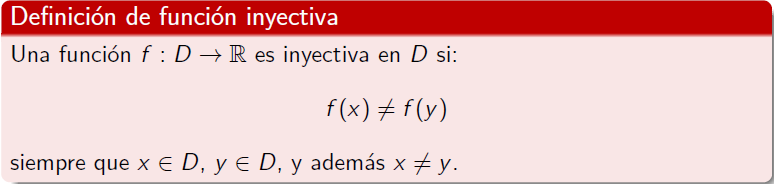 Definición de función inyectiva
Una función f : D → ℝ es inyectiva en D si:
f(x) ≠ f(y)
siempre que x ∈ D, y ∈ D, y además x ≠ y.